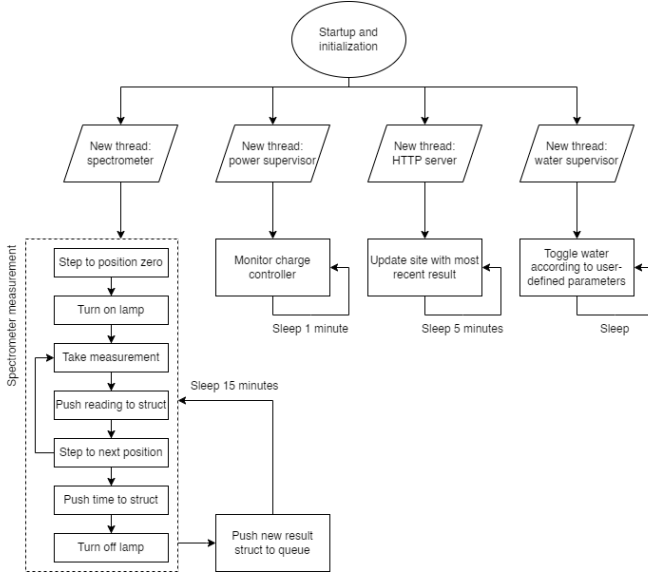 Startup and
initialization
New thread:
spectrometer
New thread:
power supervisor
New thread:
HTTP server
New thread:
water supervisor
Spectrometer measurement
Step to position zero
Turn on lamp
Take measurement
Push reading to struct
Step to next position
Push time to struct
Turn off lamp
Sleep 15 minutes
Push new result
struct to queue
Monitor charge
controller
Sleep 1 minute
Update site with most
recent result
Sleep 5 minutes
Toggle water
according to user-
defined parameters
Sleep